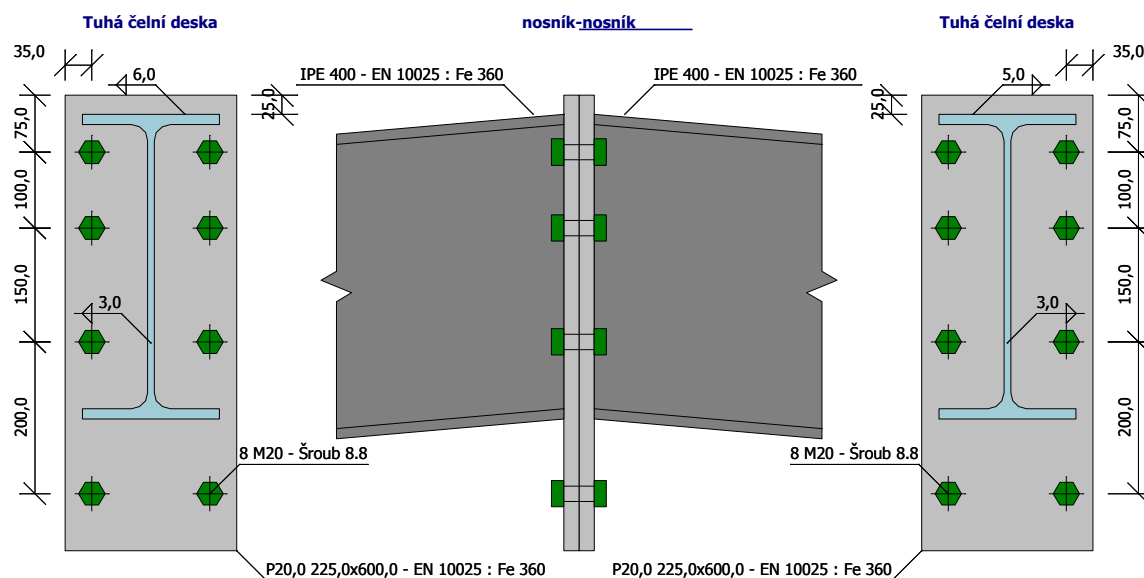 Tuhá čelní deska
nosník-nosník
Tuhá čelní deska
35,0
6,0
IPE 400 - EN 10025 : Fe 360
IPE 400 - EN 10025 : Fe 360
5,0
35,0
25,0
25,0
75,0
75,0
100,0
100,0
150,0
150,0
3,0
3,0
200,0
200,0
8 M20 - Šroub 8.8
8 M20 - Šroub 8.8
P20,0 225,0x600,0 - EN 10025 : Fe 360
P20,0 225,0x600,0 - EN 10025 : Fe 360